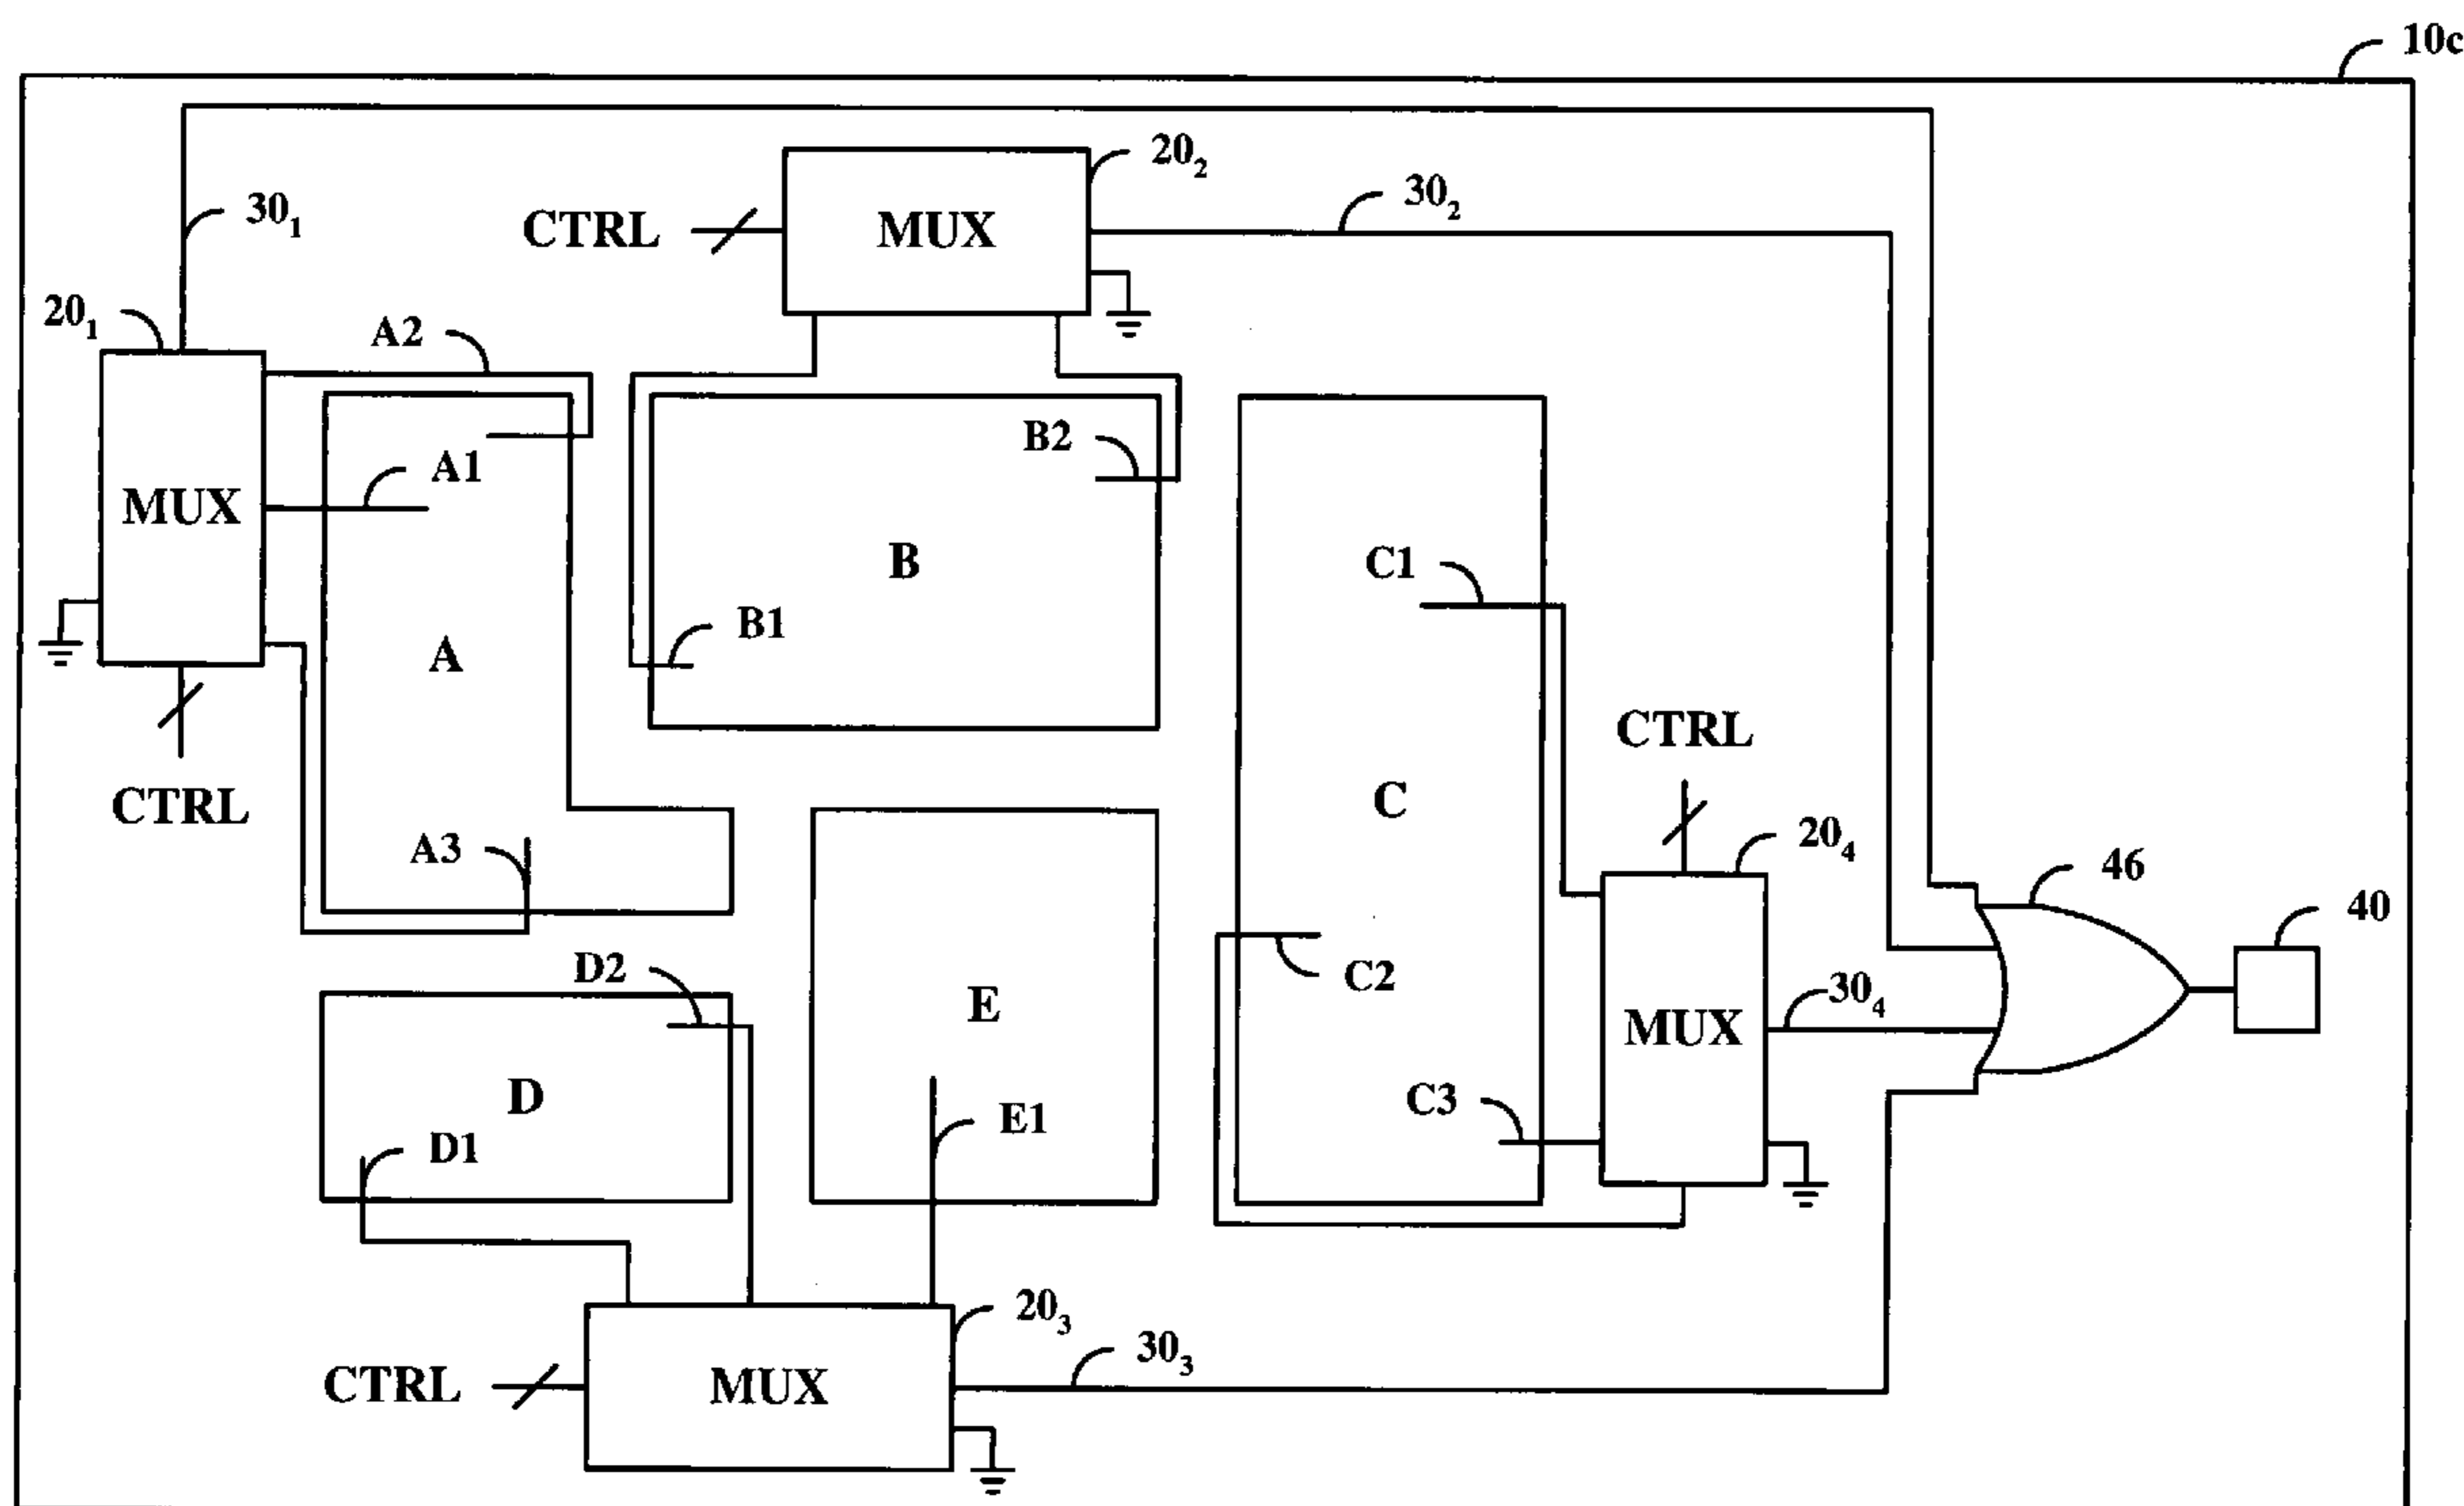 10c
20₂
30₂
30₁
CTRL
MUX
20₁
A2
A1
B2
MUX
B
C1
B1
A
CTRL
CTRL
C
20₄
A3
46
40
D2
C2
30₄
E
MUX
D
C3
E1
D1
20₃
30₃
CTRL
MUX